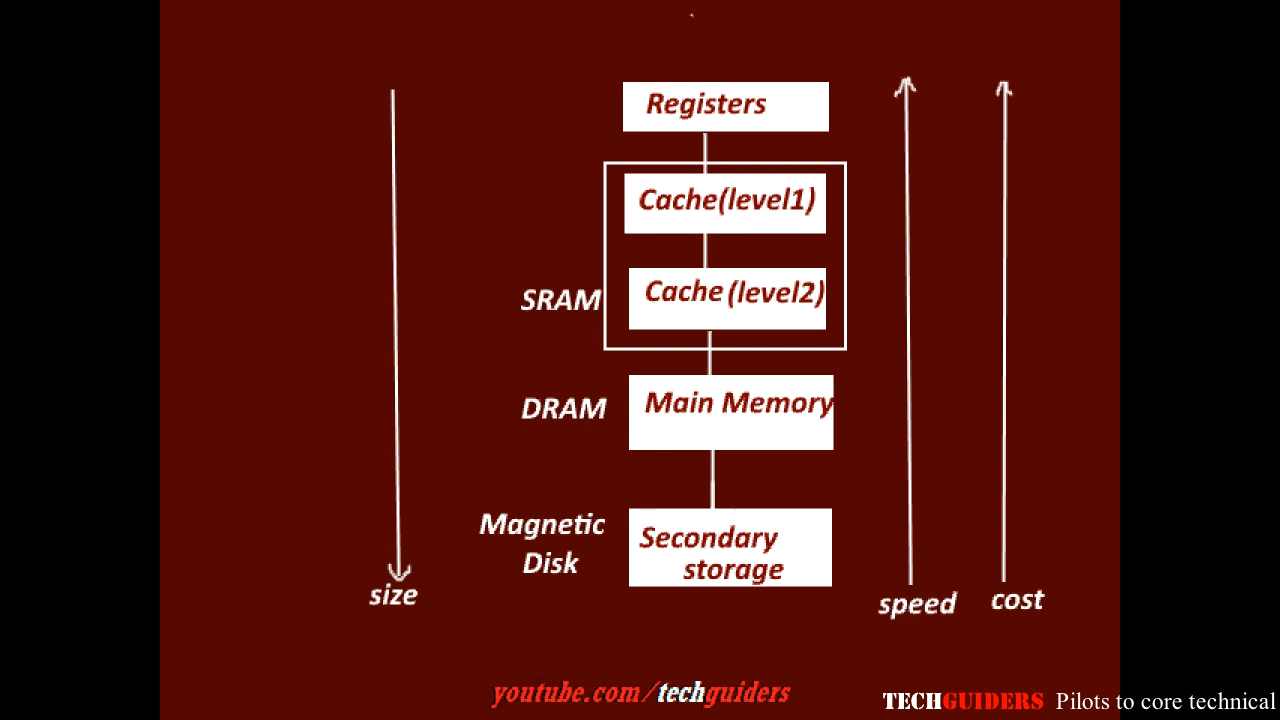 Registers
Cache(level1)
SRAM
Cache (level2)
DRAM
Main Memory
Magnetic
Disk
Secondary
storage
size
speed
cost
youtube.com/techguiders
TECHGUIDERS Pilots to core technical